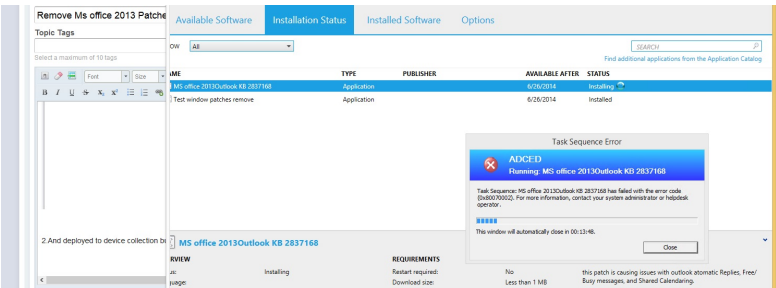 Remove Ms office 2013 Patche
Topic Tags
Select a maximum of 10 tags
Font Size
B I U S X₂ X²
2.And deployed to device collection bu
Available Software Installation Status Installed Software Options
ow All
SEARCH
Find additional applications from the Application Catalog
AME TYPE PUBLISHER AVAILABLE AFTER STATUS
MS office 2013Outlook KB 2837168 Application 6/26/2014 Installing
Test window patches remove Application 6/26/2014 Installed
Task Sequence Error
ADCED
Running: MS office 2013Outlook KB 2837168
Task Sequence: MS office 2013Outlook KB 2837168 has failed with the error code
(0x80070002). For more information, contact your system administrator or helpdesk
operator.
This window will automatically close in 00:13:48.
Close
MS office 2013Outlook KB 2837168
RVIEW REQUIREMENTS
us: Installing Restart required: No this patch is causing issues with outlook atomatic Replies, Free/
guage: Download size: Less than 1 MB Busy messages, and Shared Calendaring.